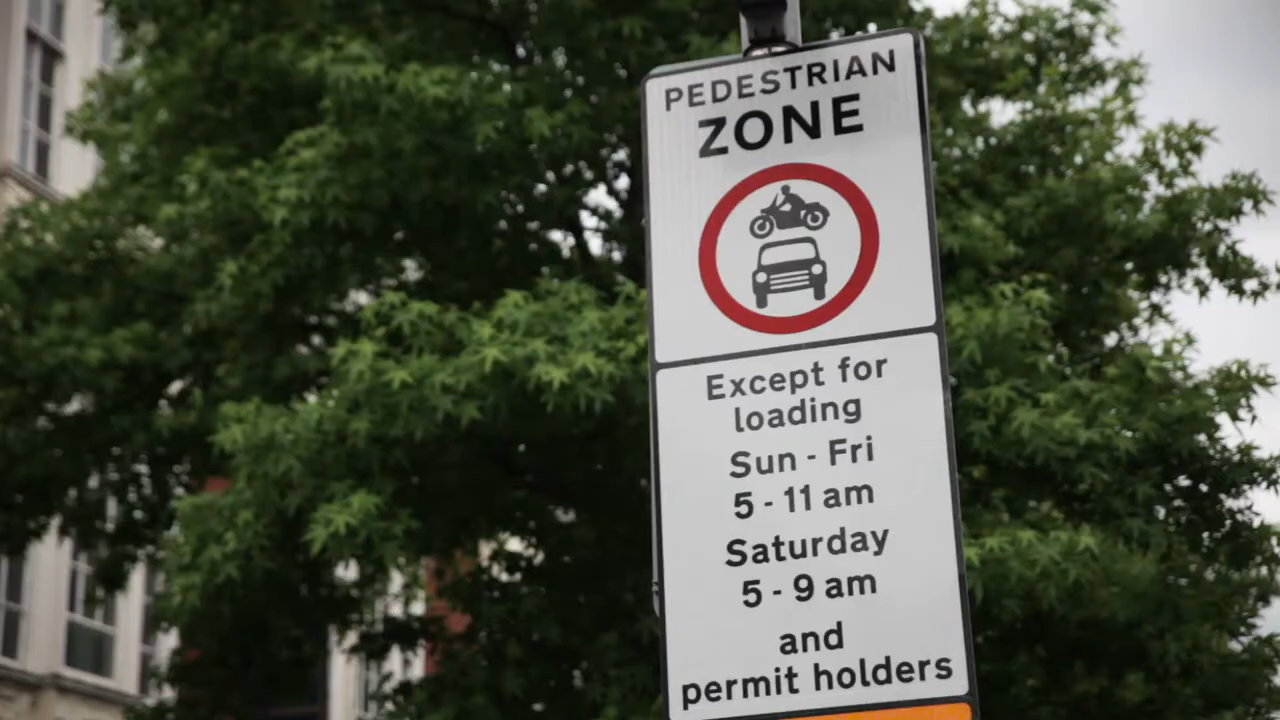 PEDESTRIAN
ZONE
Except for
loading
Sun - Fri
5 - 11 am
Saturday
5 - 9 am
and
permit holders